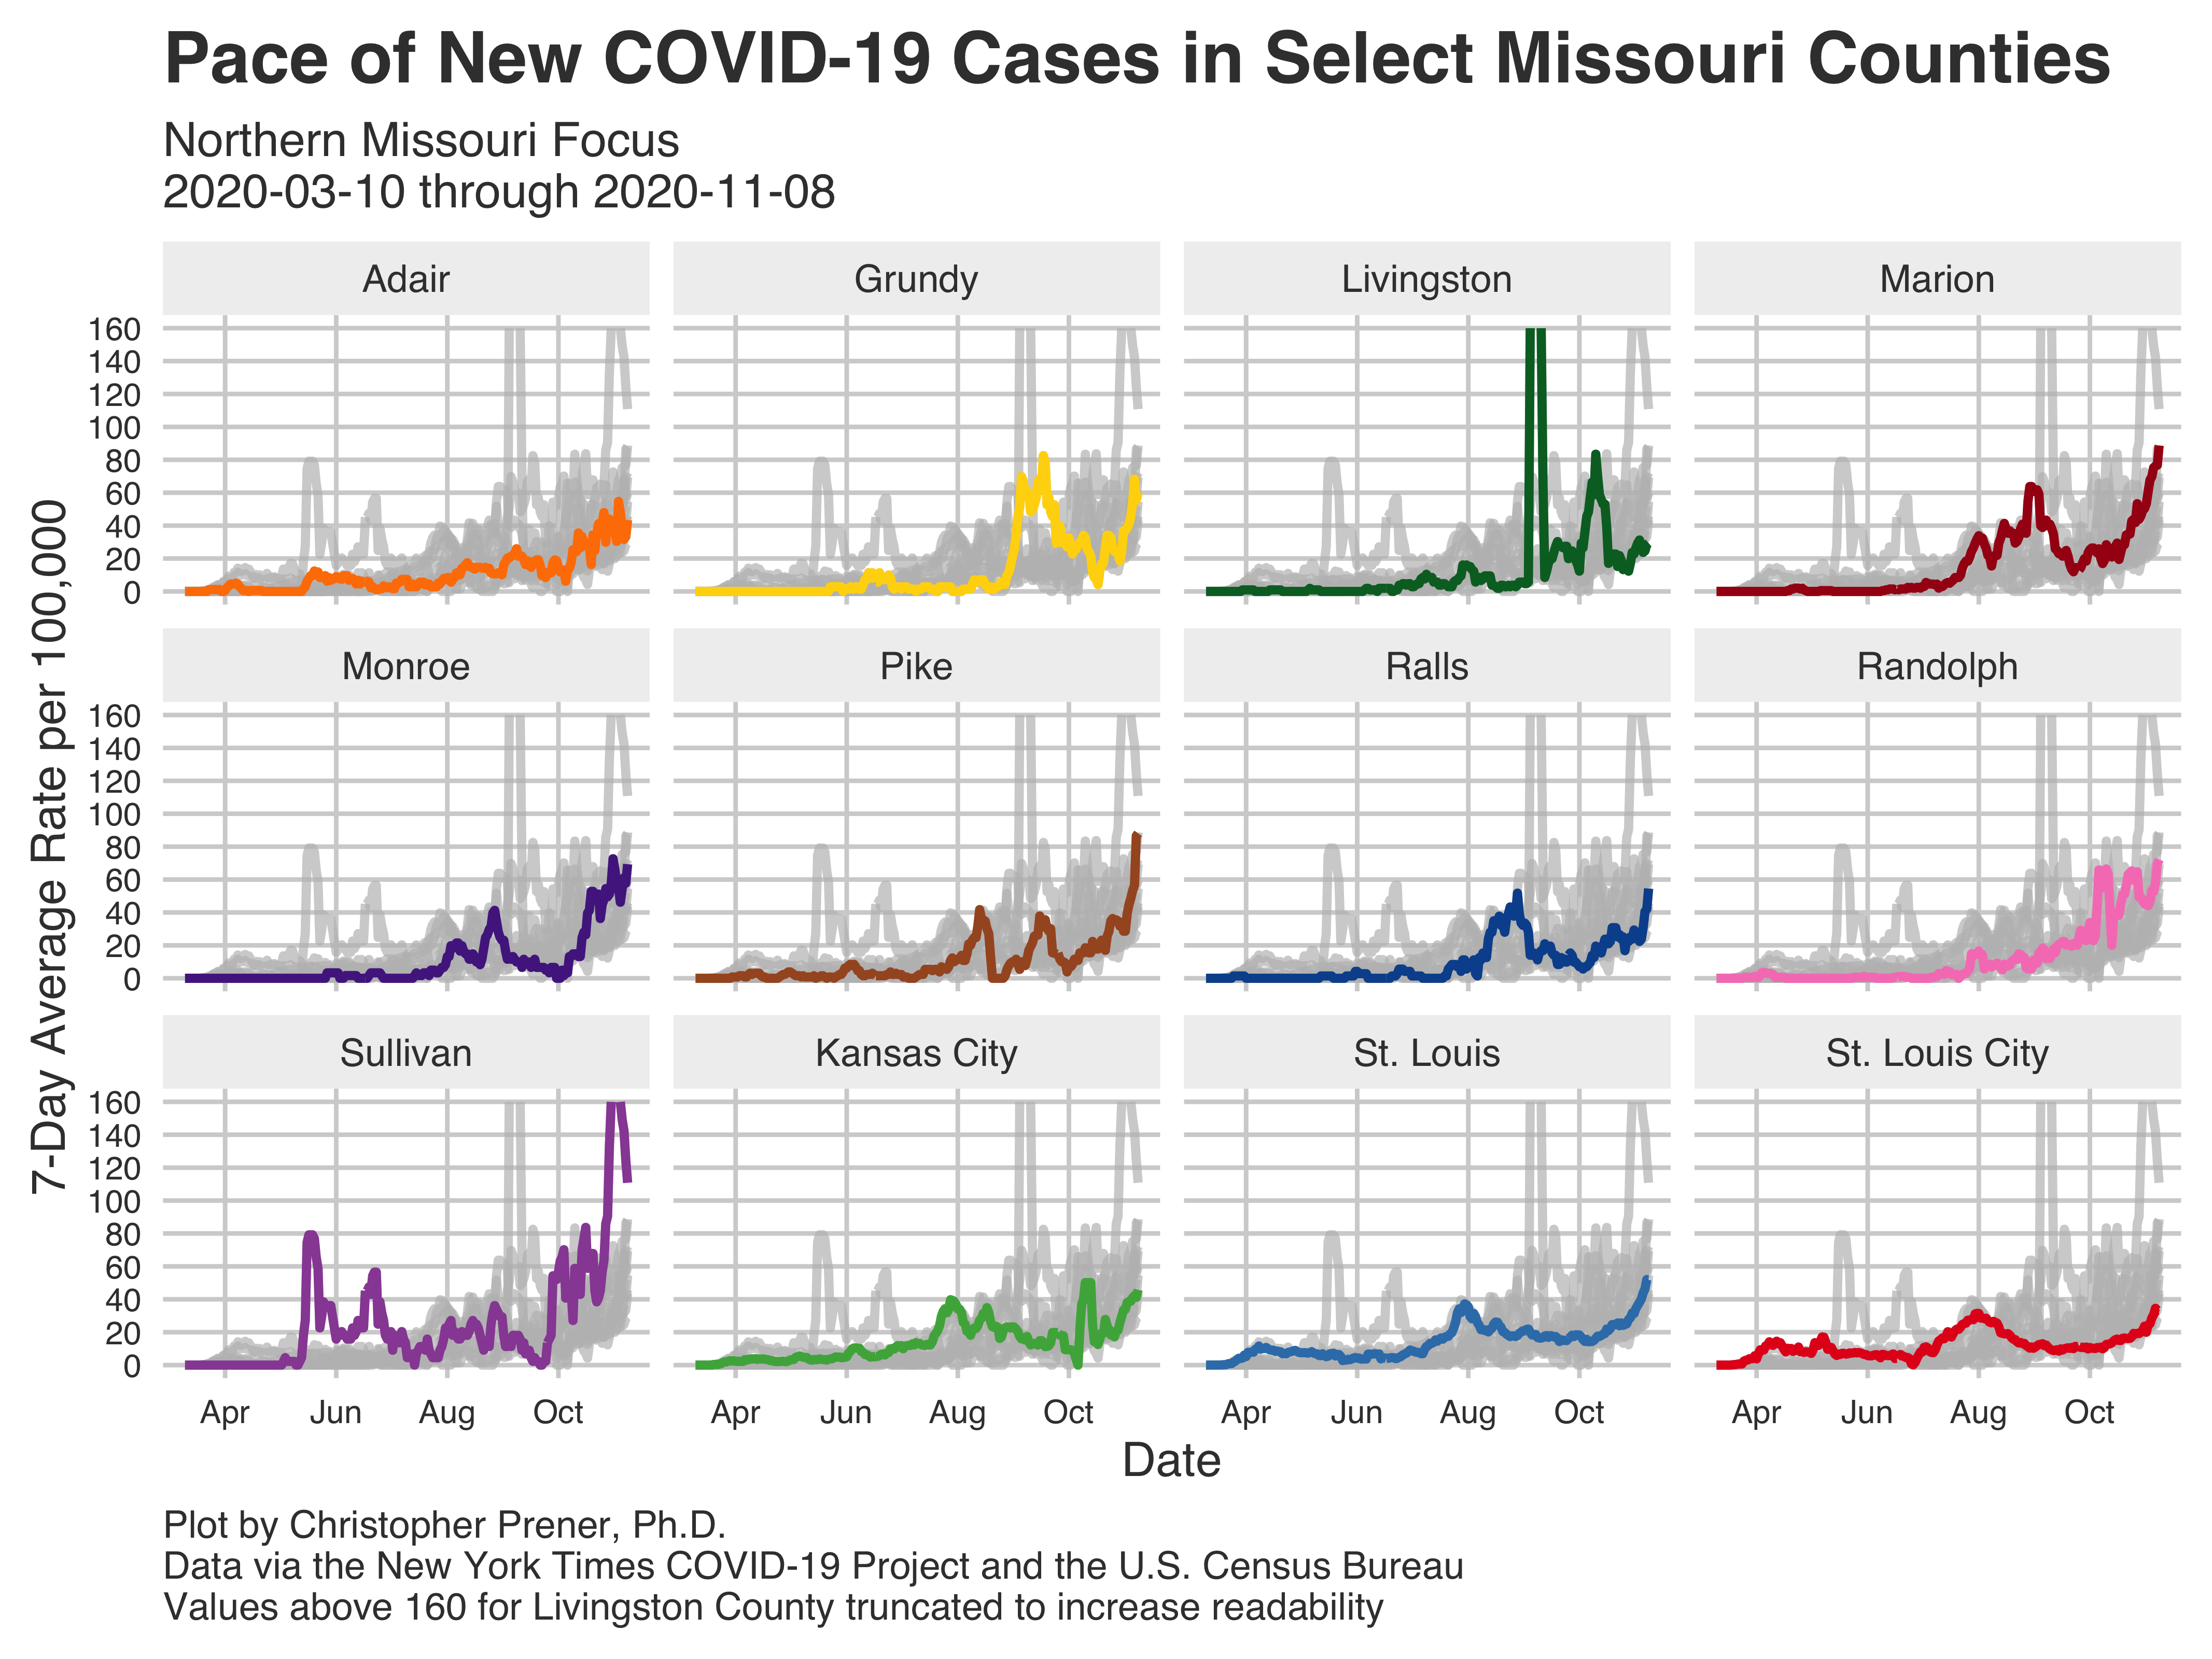 Pace of New COVID-19 Cases in Select Missouri Counties
Northern Missouri Focus
2020-03-10 through 2020-11-08
7-Day Average Rate per 100,000
Adair
Grundy
Livingston
Marion
160
140
120
100
80
60
40
20
0
Monroe
Pike
Ralls
Randolph
160
140
120
100
80
60
40
20
0
Sullivan
Kansas City
St. Louis
St. Louis City
160
140
120
100
80
60
40
20
0
Apr Jun Aug Oct
Apr Jun Aug Oct
Apr Jun Aug Oct
Apr Jun Aug Oct
Date
Plot by Christopher Prener, Ph.D.
Data via the New York Times COVID-19 Project and the U.S. Census Bureau
Values above 160 for Livingston County truncated to increase readability